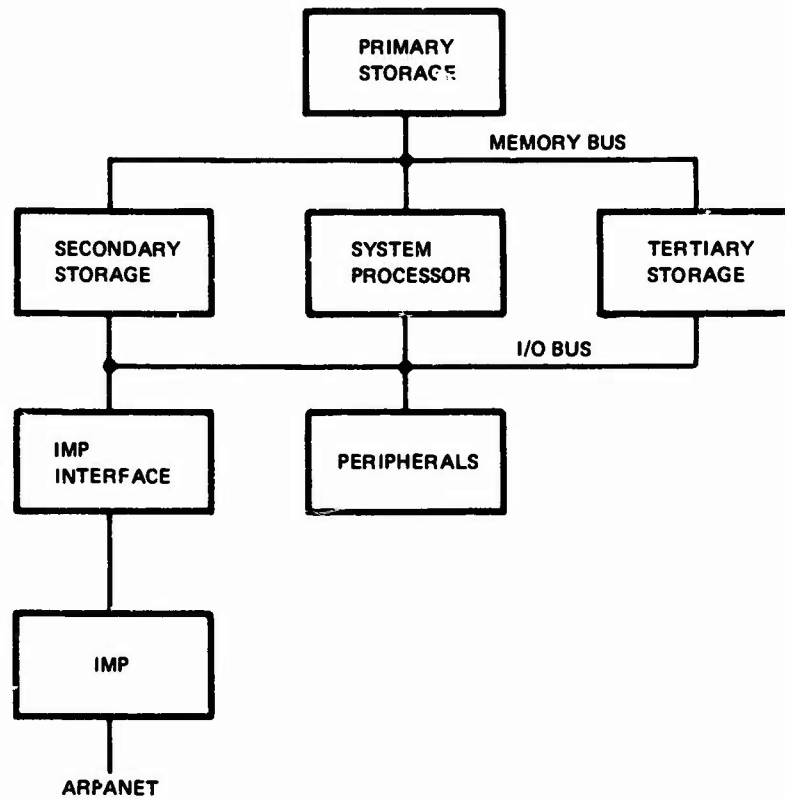 PRIMARY
STORAGE
MEMORY BUS
SECONDARY
STORAGE
SYSTEM
PROCESSOR
TERTIARY
STORAGE
I/O BUS
IMP
INTERFACE
PERIPHERALS
IMP
ARPANET